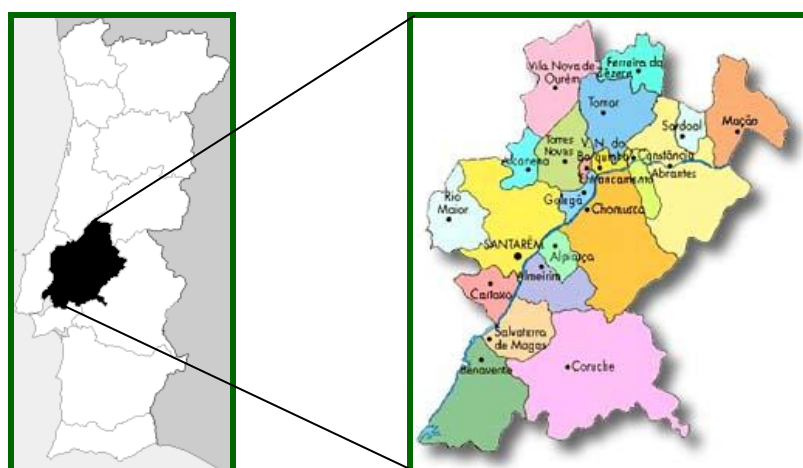 Vila Nova de
Ourém
Ferreira do
Zêzere
Tomar
Sardoal
Mação
Torres
Novas
V. N. da
Barquinha
Constância
Alcanena
Entroncamento
Abrantes
Golegã
Chamusca
Rio
Maior
SANTARÉM
Alpiarça
Almeirim
Cartaxo
Salvaterra
de Magos
Benavente
Coruche